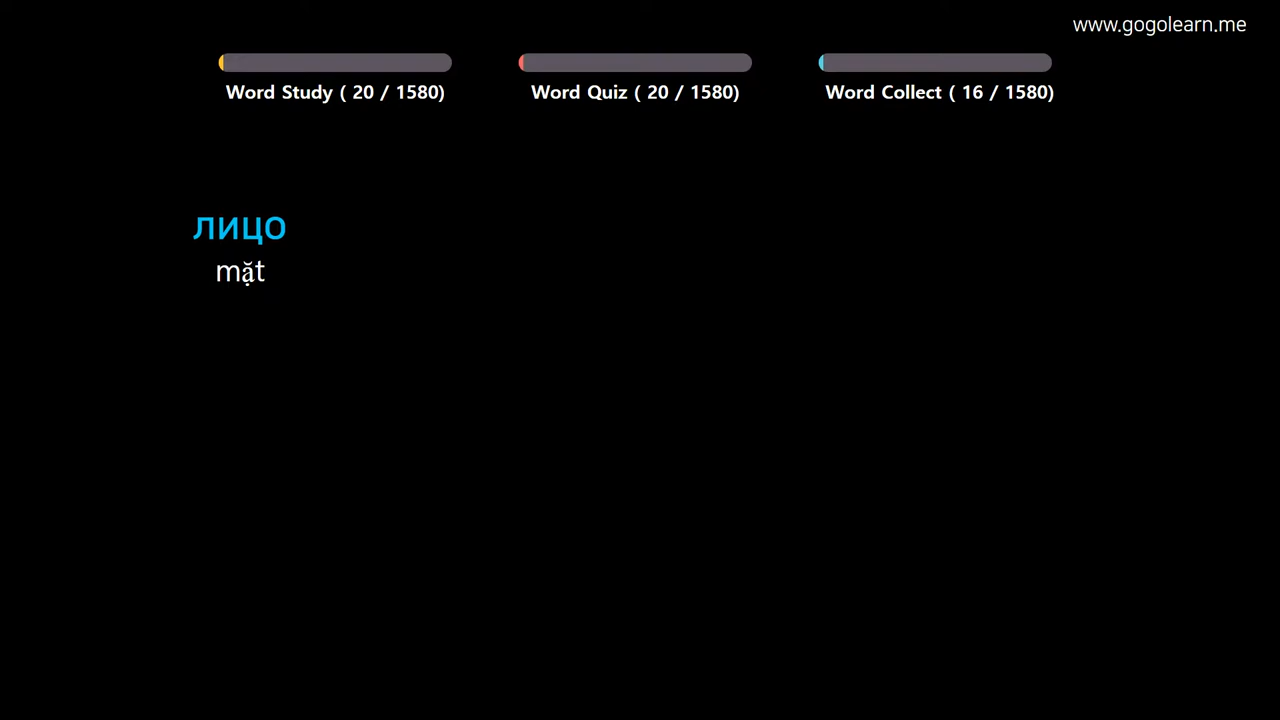 www.gogolearn.me
Word Study ( 20 / 1580)
Word Quiz ( 20 / 1580)
Word Collect ( 16 / 1580)
лицо
mặt